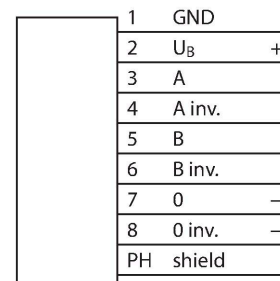 1 GND
2 U_B +
3 A
4 A inv.
5 B
6 B inv.
7 0 –
8 0 inv. –
PH shield